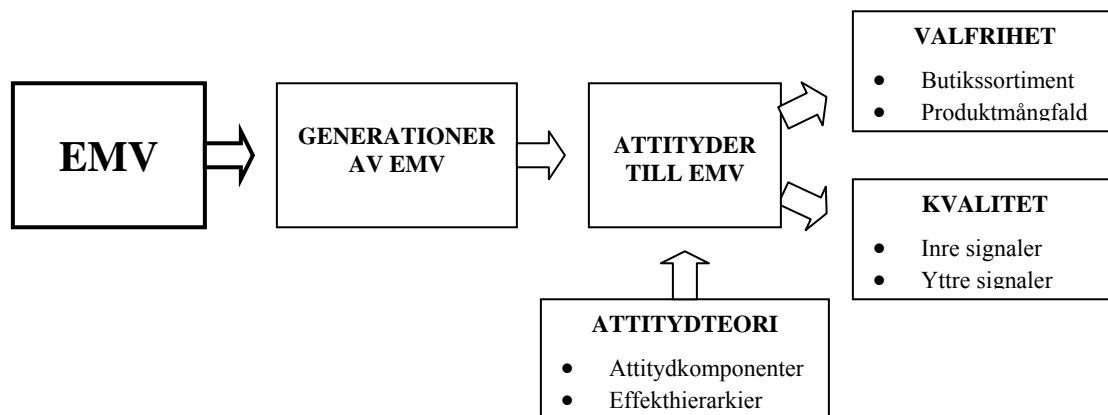 EMV
GENERATIONER
AV EMV
ATTITYDER
TILL EMV
VALFRIHET
• Butikssortiment
• Produktmångfald
KVALITET
• Inre signaler
• Yttre signaler
ATTITYDTEORI
• Attitydkomponenter
• Effekthierarkier